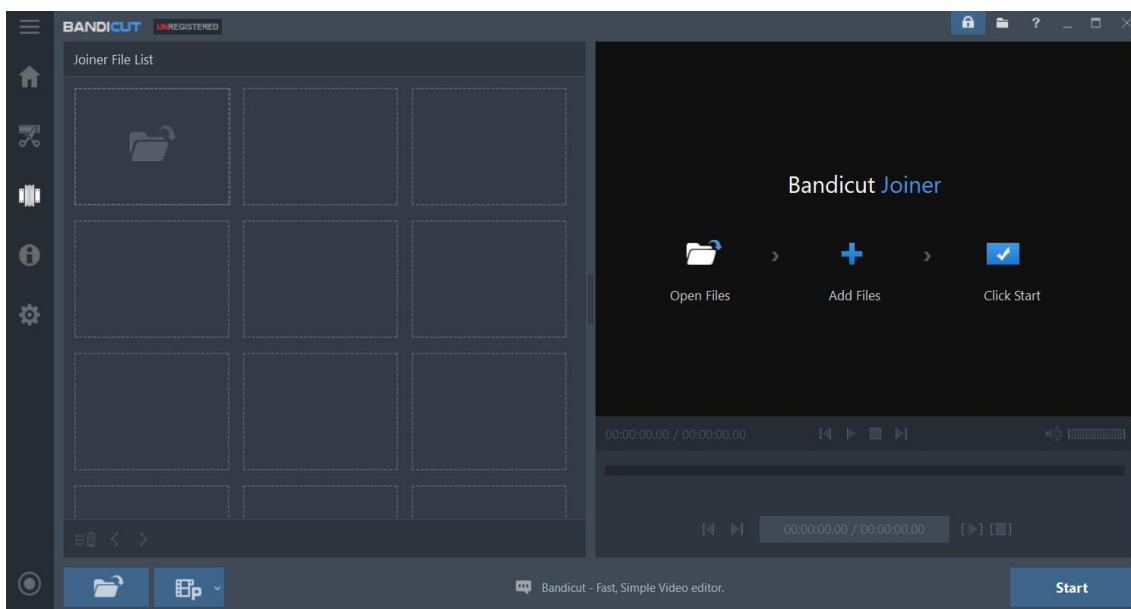 BANDICUT UNREGISTERED
?
Joiner File List
Bandicut Joiner
Open Files
Add Files
Click Start
00:00:00.00 / 00:00:00.00
00:00:00.00 / 00:00:00.00
p
Bandicut - Fast, Simple Video editor.
Start